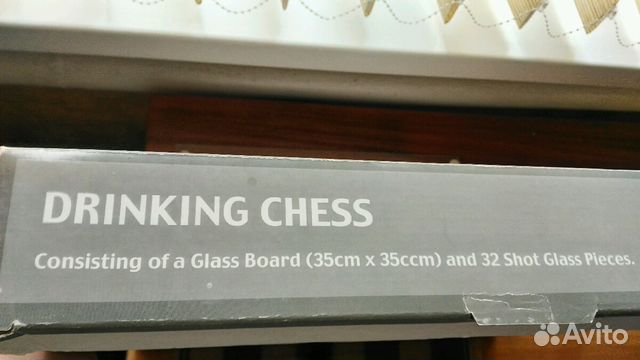 DRINKING CHESS
Consisting of a Glass Board (35cm x 35ccm) and 32 Shot Glass Pieces.
Avito